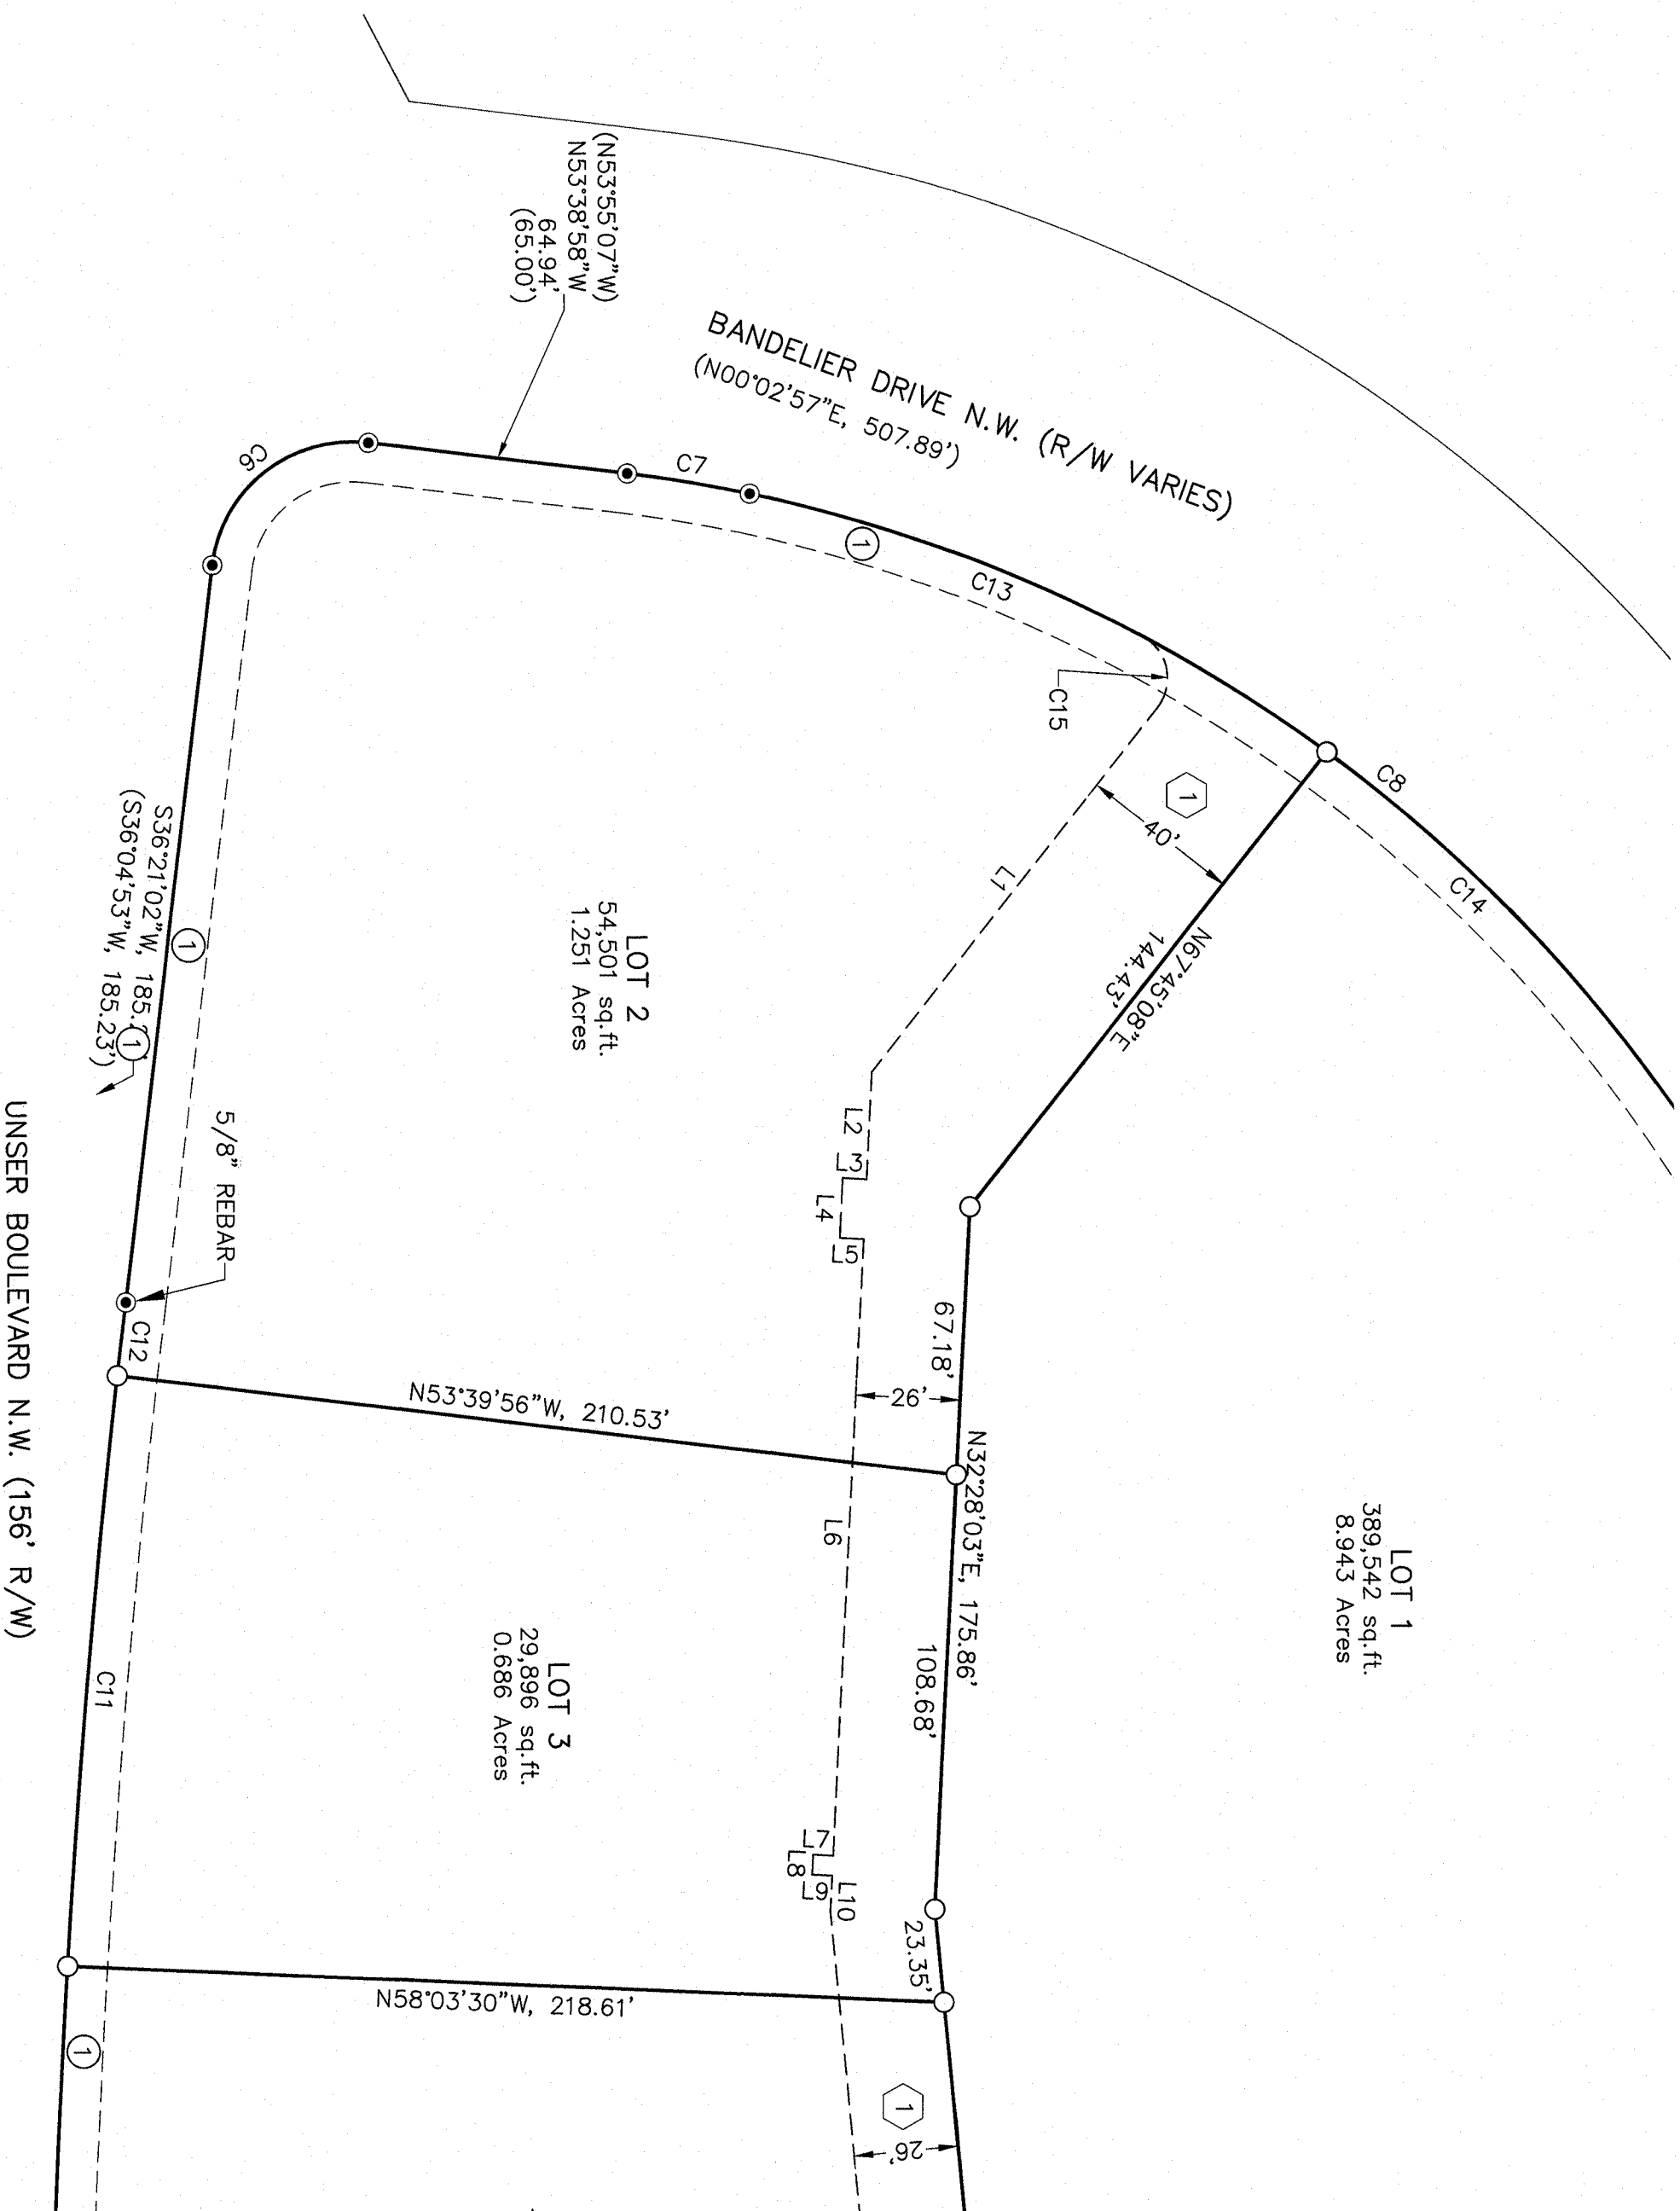 BANDELIER DRIVE N.W. (R/W VARIES)
(N00°02'57"E, 507.89')
(N53°55'07"W)
N53°38'58"W
64.94'
(65.00')
C6
C7
1
C13
C15
C8
C14
1
40'
L1
N67°45'08"E
144.43'
LOT 1
389,542 sq.ft.
8.943 Acres
LOT 2
54,501 sq.ft.
1.251 Acres
L2
L3
L4
L5
67.18'
26'
N32°28'03"E, 175.86'
108.68'
L6
N53°39'56"W, 210.53'
1
S36°21'02"W,
(S36°04'53"W, 185.23')
1
5/8" REBAR
C12
LOT 3
29,896 sq.ft.
0.686 Acres
L7
L8
L9
L10
23.35'
C11
N58°03'30"W, 218.61'
1
1
26'
UNSER BOULEVARD N.W. (156' R/W)